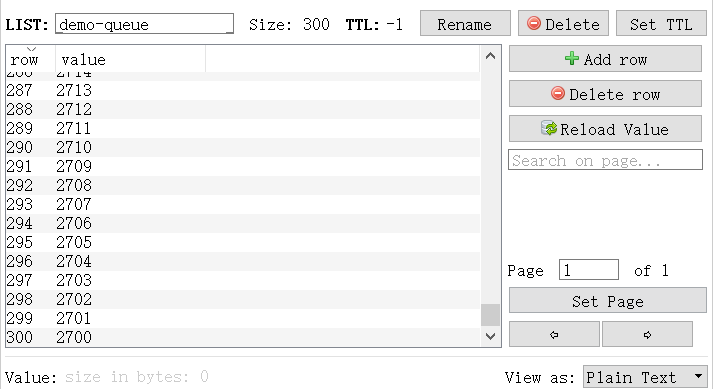 LIST: demo-queue Size: 300 TTL: -1 Rename Delete Set TTL
row value
286 2714
287 2713
288 2712
289 2711
290 2710
291 2709
292 2708
293 2707
294 2706
295 2705
296 2704
297 2703
298 2702
299 2701
300 2700
Add row
Delete row
Reload Value
Search on page...
Page 1 of 1
Set Page
Value: size in bytes: 0 View as: Plain Text